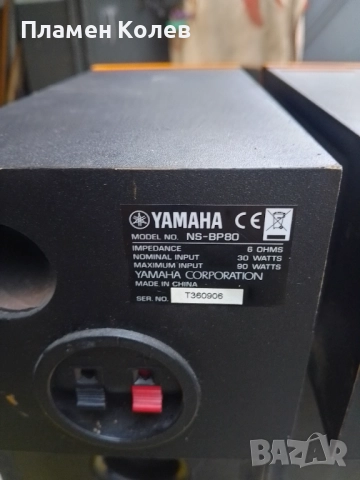 Пламен Колев
YAMAHA CE
MODEL NO. NS-BP80
IMPEDANCE 6 OHMS
NOMINAL INPUT 30 WATTS
MAXIMUM INPUT 90 WATTS
YAMAHA CORPORATION
MADE IN CHINA
SER. NO. T360906
BAZAR